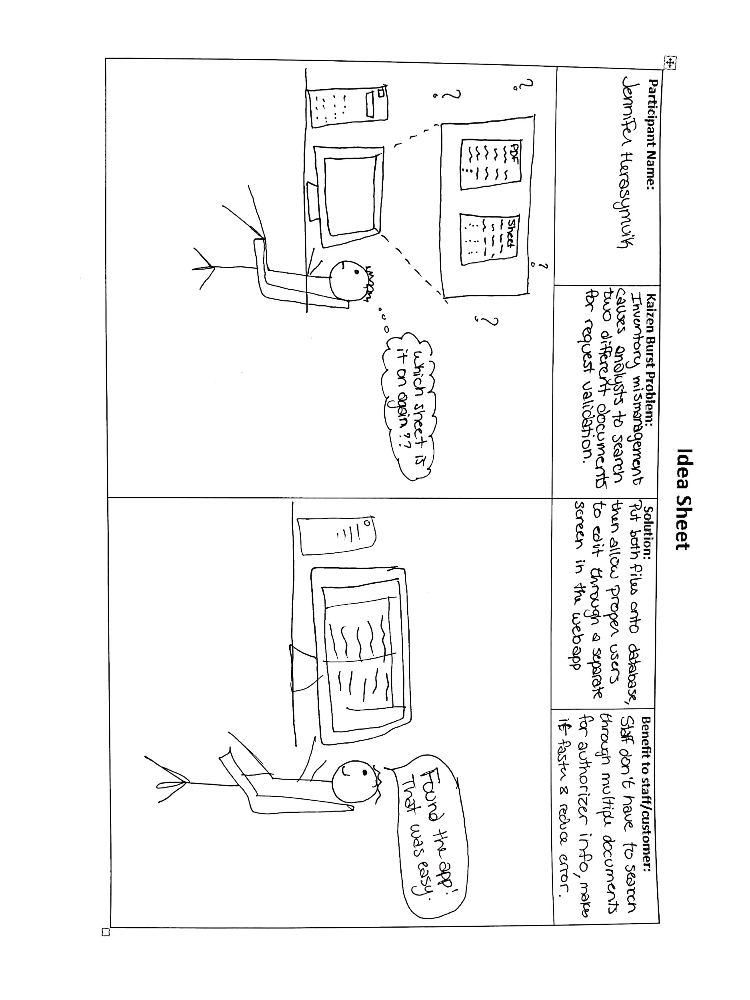 Idea Sheet
Participant Name:
Jennifer Herasymuik
Kaizen Burst Problem:
Inventory mismanagement
causes analysts to search
two different documents
for request validation.
Solution:
Put both files onto database,
then allow proper users
to edit through a separate
screen in the webapp
Benefit to staff/customer:
Staff don't have to search
through multiple documents
for authorizer info, makes
it faster & reduce error.
?
?
?
?
PDF
Sheet
which sheet is
it on again??
Found the app!
That was easy.